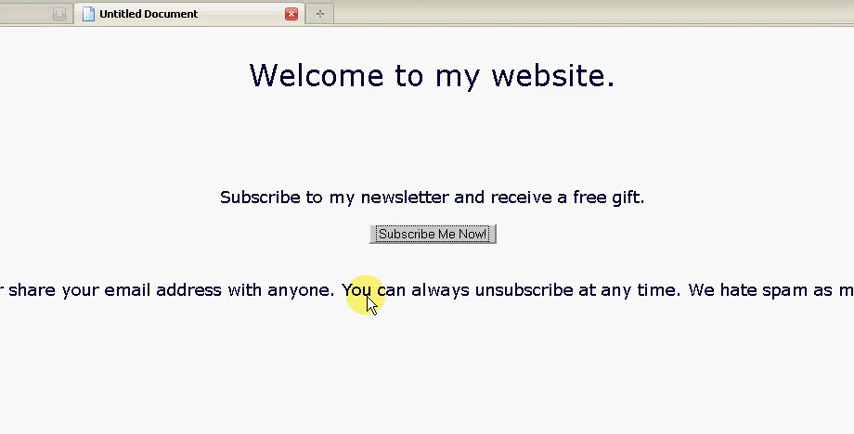 Untitled Document
Welcome to my website.
Subscribe to my newsletter and receive a free gift.
Subscribe Me Now!
share your email address with anyone. You can always unsubscribe at any time. We hate spam as